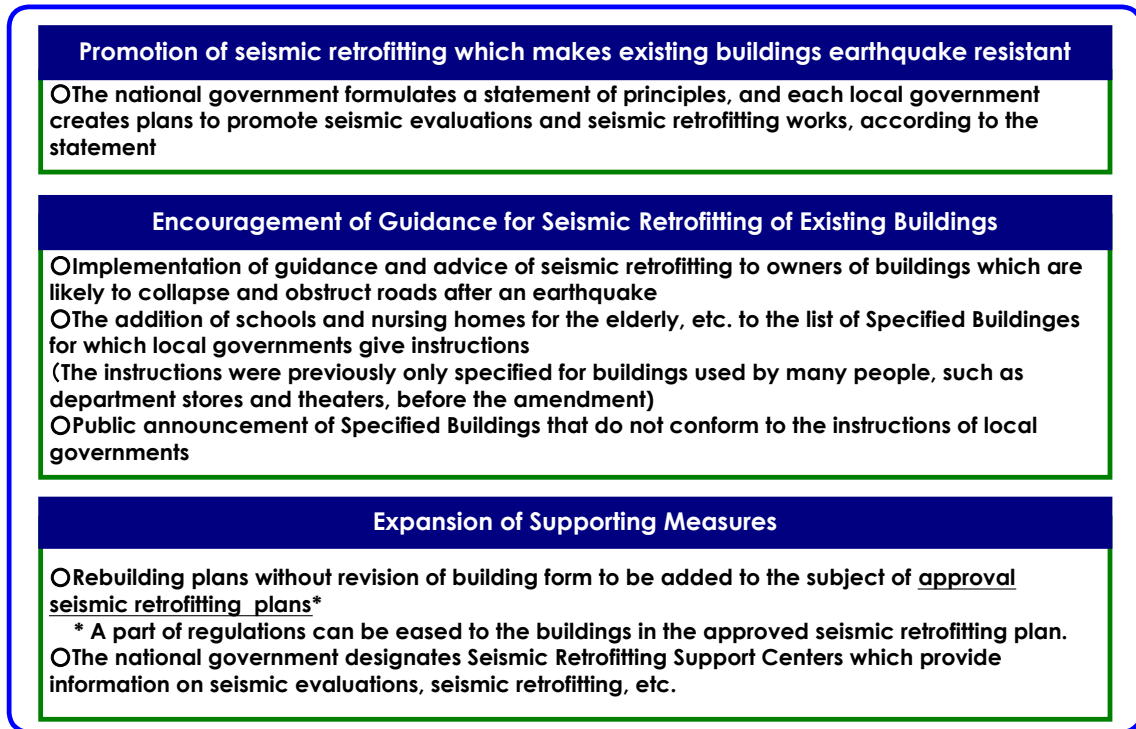 Promotion of seismic retrofitting which makes existing buildings earthquake resistant
○The national government formulates a statement of principles, and each local government
creates plans to promote seismic evaluations and seismic retrofitting works, according to the
statement
Encouragement of Guidance for Seismic Retrofitting of Existing Buildings
○Implementation of guidance and advice of seismic retrofitting to owners of buildings which are
likely to collapse and obstruct roads after an earthquake
○The addition of schools and nursing homes for the elderly, etc. to the list of Specified Buildinges
for which local governments give instructions
（The instructions were previously only specified for buildings used by many people, such as
department stores and theaters, before the amendment)
○Public announcement of Specified Buildings that do not conform to the instructions of local
governments
Expansion of Supporting Measures
○Rebuilding plans without revision of building form to be added to the subject of approval
seismic retrofitting plans*
* A part of regulations can be eased to the buildings in the approved seismic retrofitting plan.
○The national government designates Seismic Retrofitting Support Centers which provide
information on seismic evaluations, seismic retrofitting, etc.